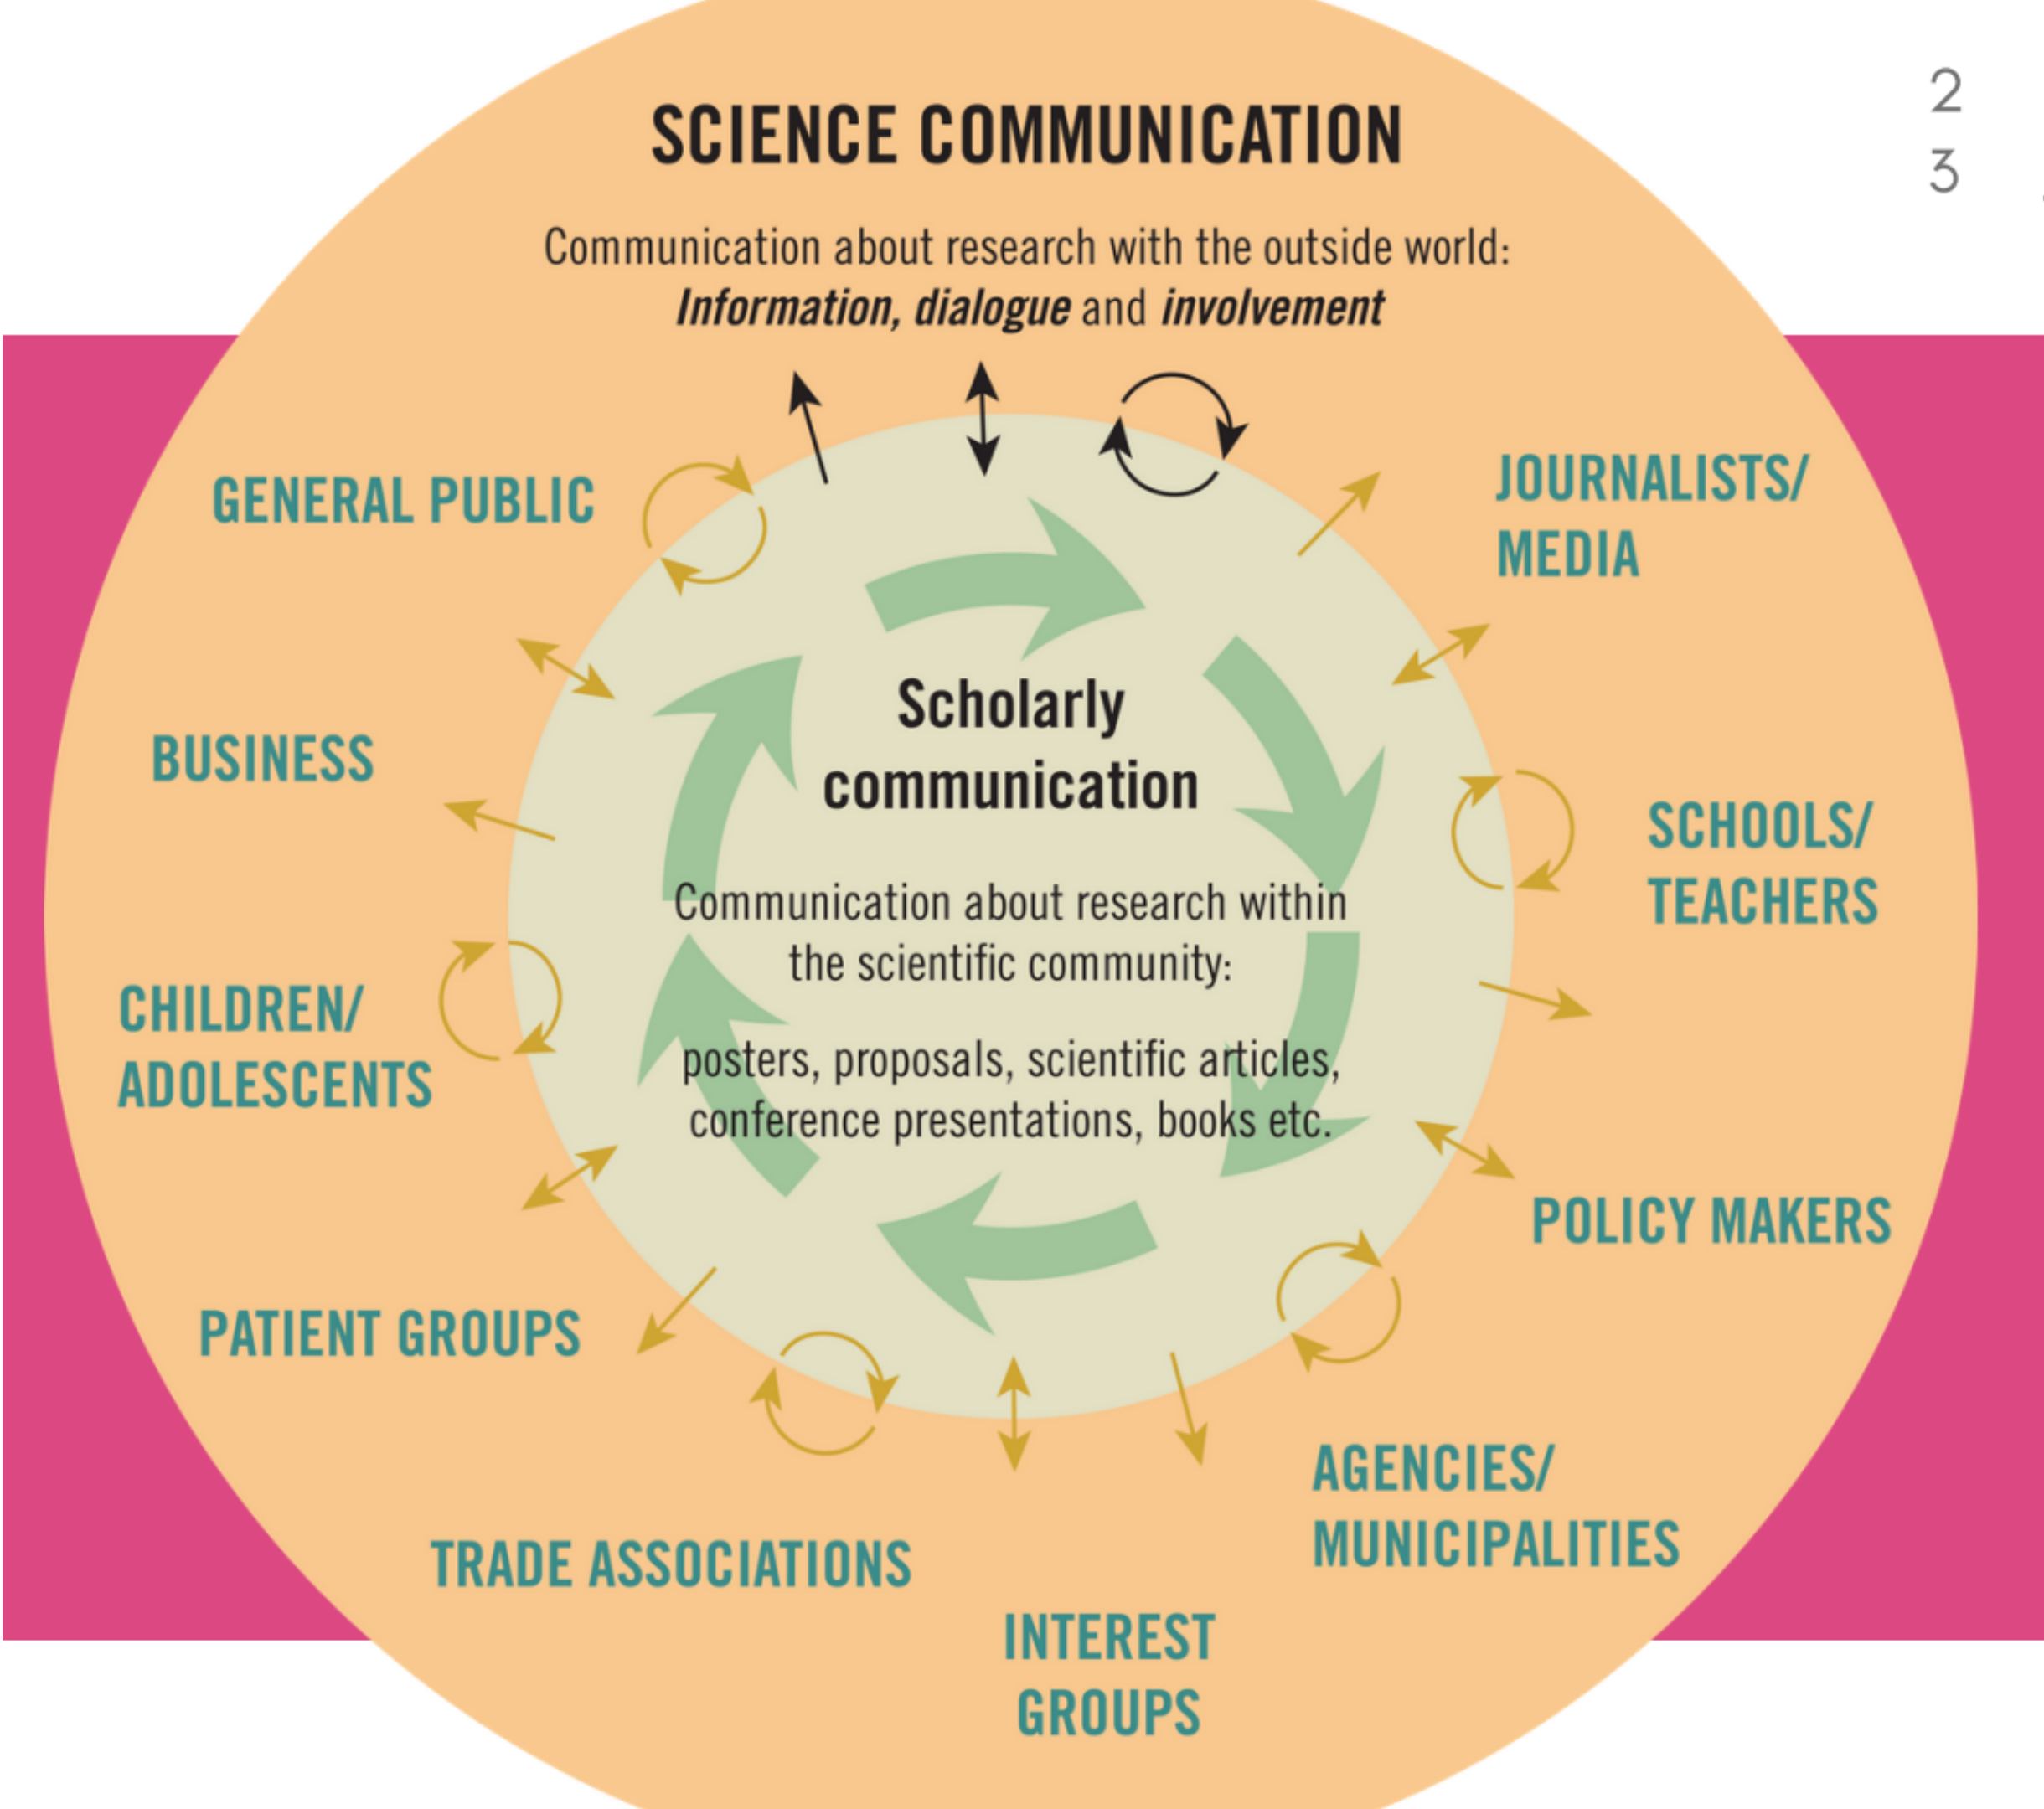 2
3
SCIENCE COMMUNICATION
Communication about research with the outside world:
Information, dialogue and involvement
GENERAL PUBLIC
JOURNALISTS/
MEDIA
BUSINESS
Scholarly
communication
SCHOOLS/
TEACHERS
Communication about research within
the scientific community:
CHILDREN/
ADOLESCENTS
posters, proposals, scientific articles,
conference presentations, books etc.
POLICY MAKERS
PATIENT GROUPS
AGENCIES/
MUNICIPALITIES
TRADE ASSOCIATIONS
INTEREST
GROUPS